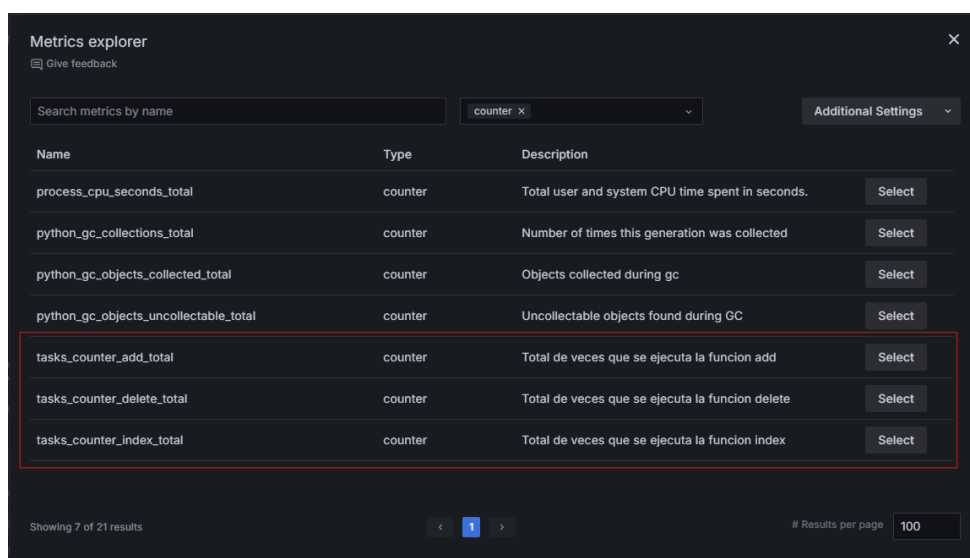 Metrics explorer
Give feedback
Search metrics by name
counter ×
Additional Settings
Name Type Description
process_cpu_seconds_total counter Total user and system CPU time spent in seconds. Select
python_gc_collections_total counter Number of times this generation was collected Select
python_gc_objects_collected_total counter Objects collected during gc Select
python_gc_objects_uncollectable_total counter Uncollectable objects found during GC Select
tasks_counter_add_total counter Total de veces que se ejecuta la funcion add Select
tasks_counter_delete_total counter Total de veces que se ejecuta la funcion delete Select
tasks_counter_index_total counter Total de veces que se ejecuta la funcion index Select
Showing 7 of 21 results
1
# Results per page 100